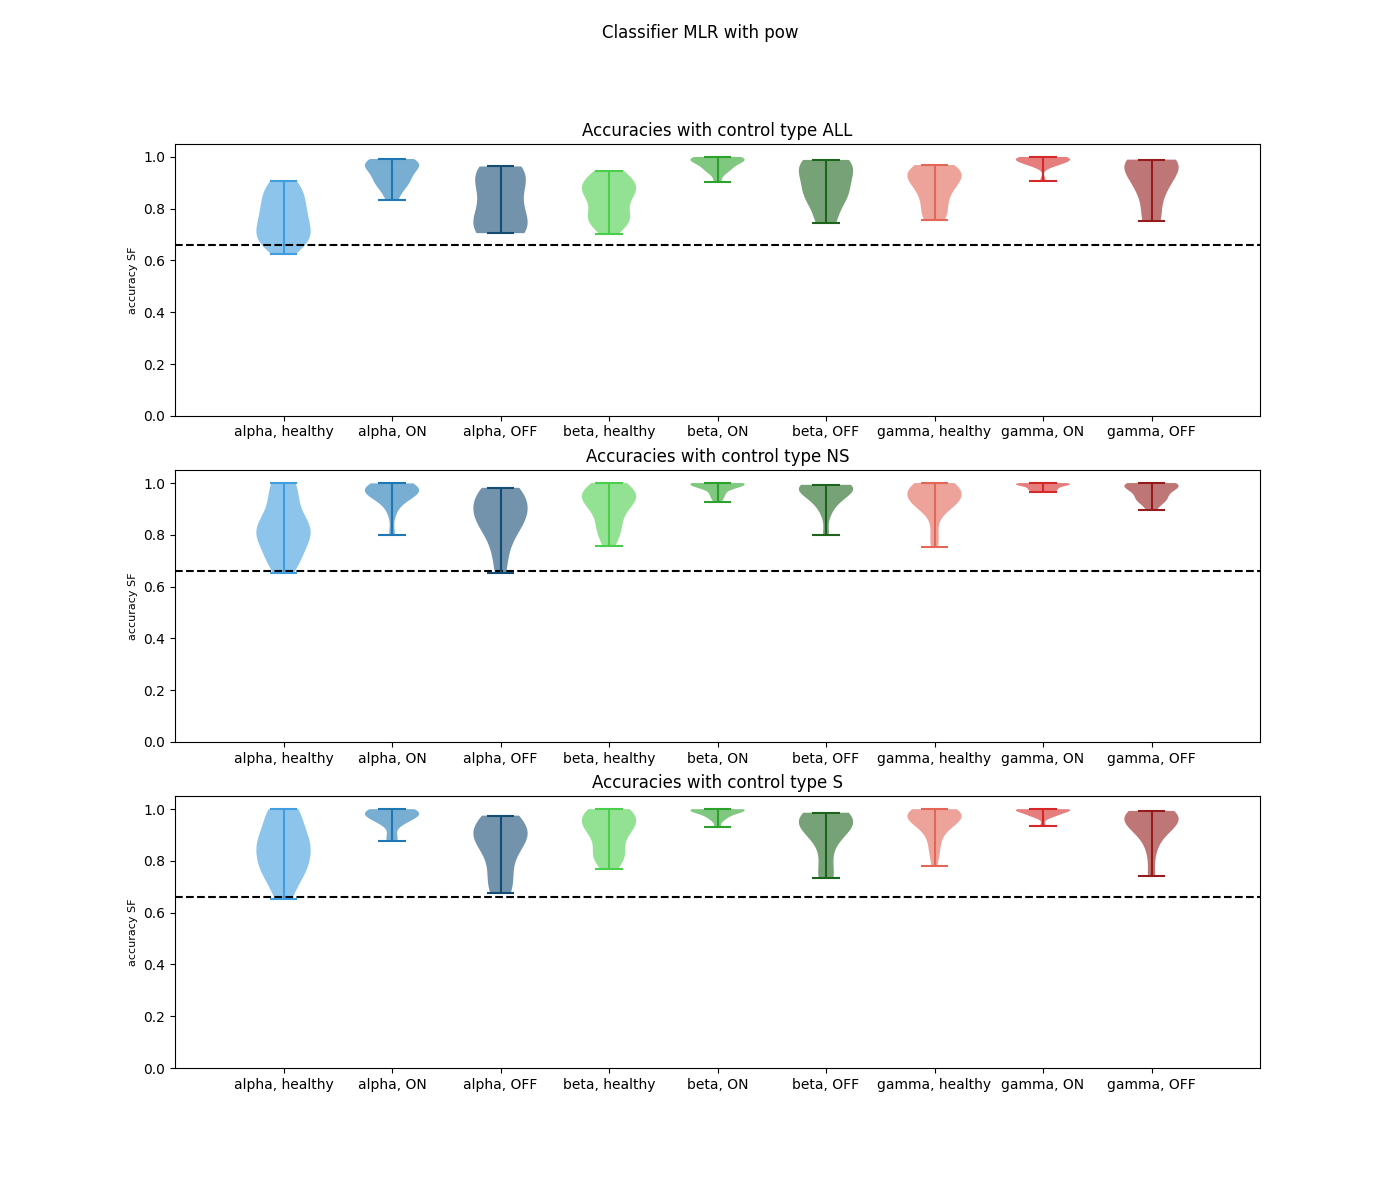 Classifier MLR with pow
Accuracies with control type ALL
accuracy SF
1.0
0.8
0.6
0.4
0.2
0.0
alpha, healthy alpha, ON alpha, OFF beta, healthy beta, ON beta, OFF gamma, healthy gamma, ON gamma, OFF
Accuracies with control type NS
accuracy SF
1.0
0.8
0.6
0.4
0.2
0.0
alpha, healthy alpha, ON alpha, OFF beta, healthy beta, ON beta, OFF gamma, healthy gamma, ON gamma, OFF
Accuracies with control type S
accuracy SF
1.0
0.8
0.6
0.4
0.2
0.0
alpha, healthy alpha, ON alpha, OFF beta, healthy beta, ON beta, OFF gamma, healthy gamma, ON gamma, OFF